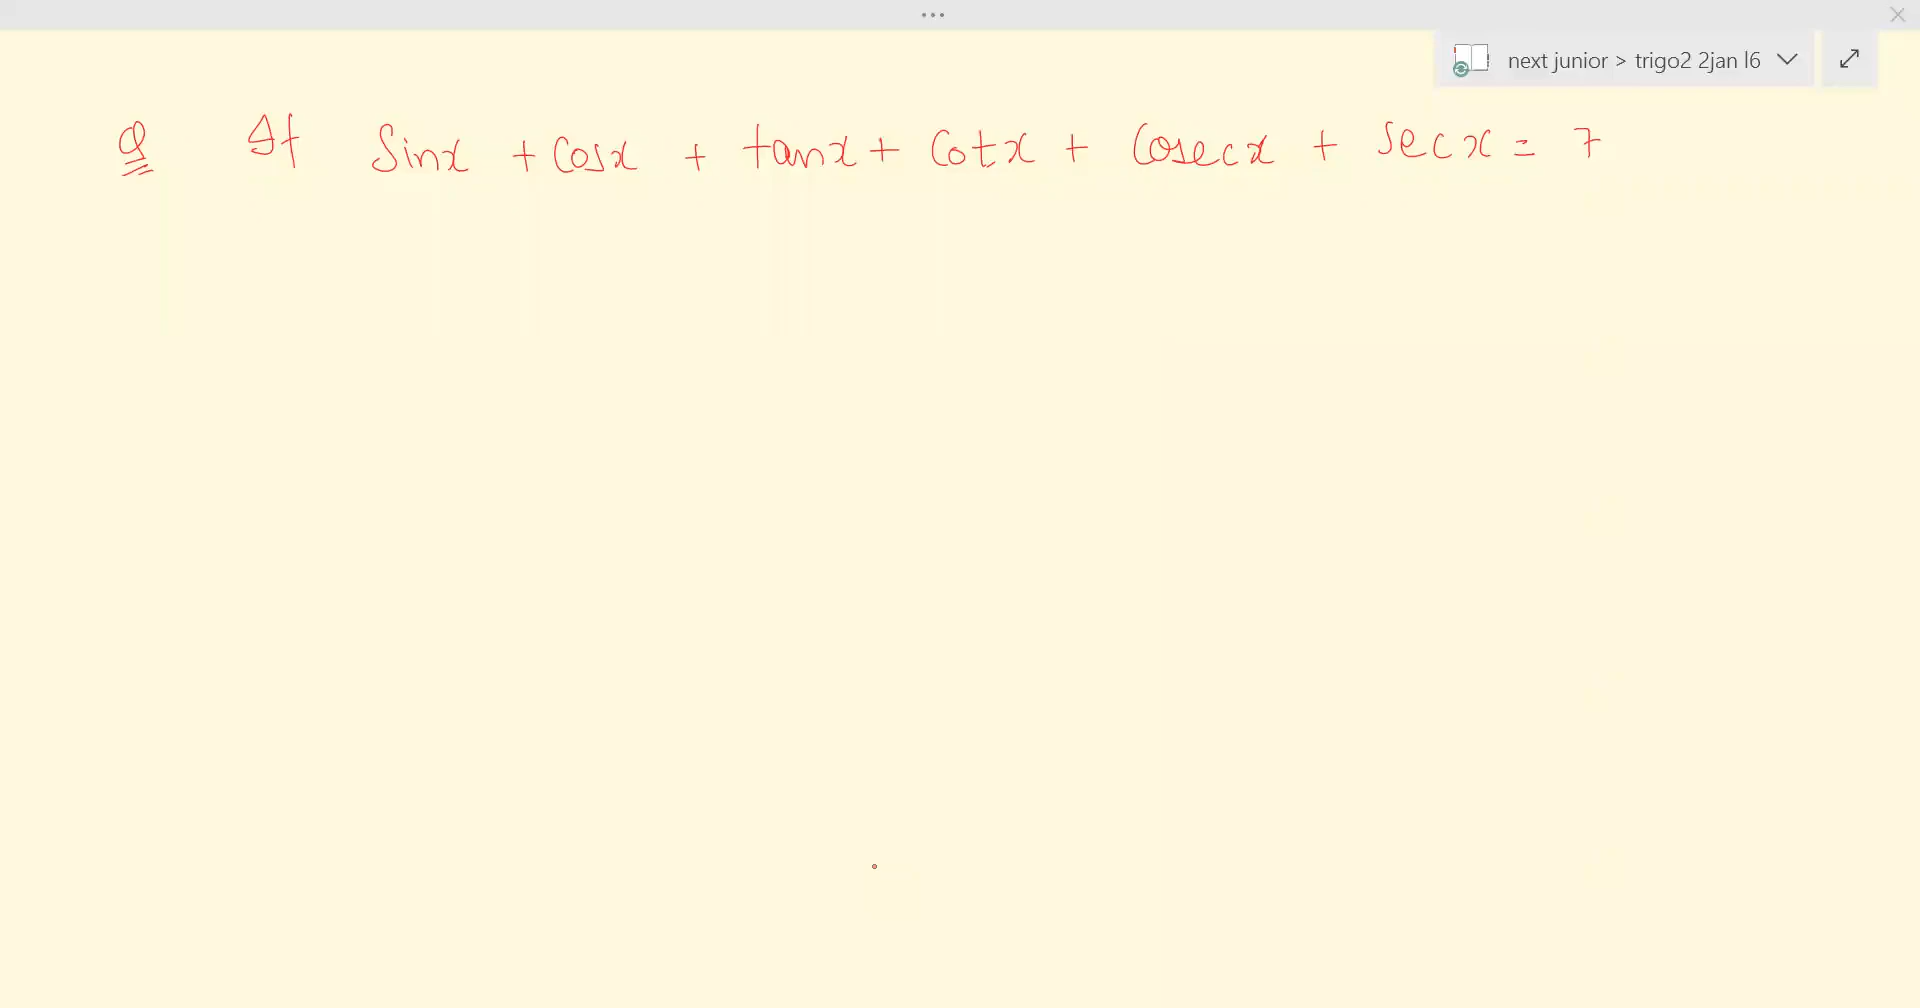 next junior > trigo2 2jan l6
Q If Sinx + Cosx + tanx + Cotx + Cosecx + Secx = 7